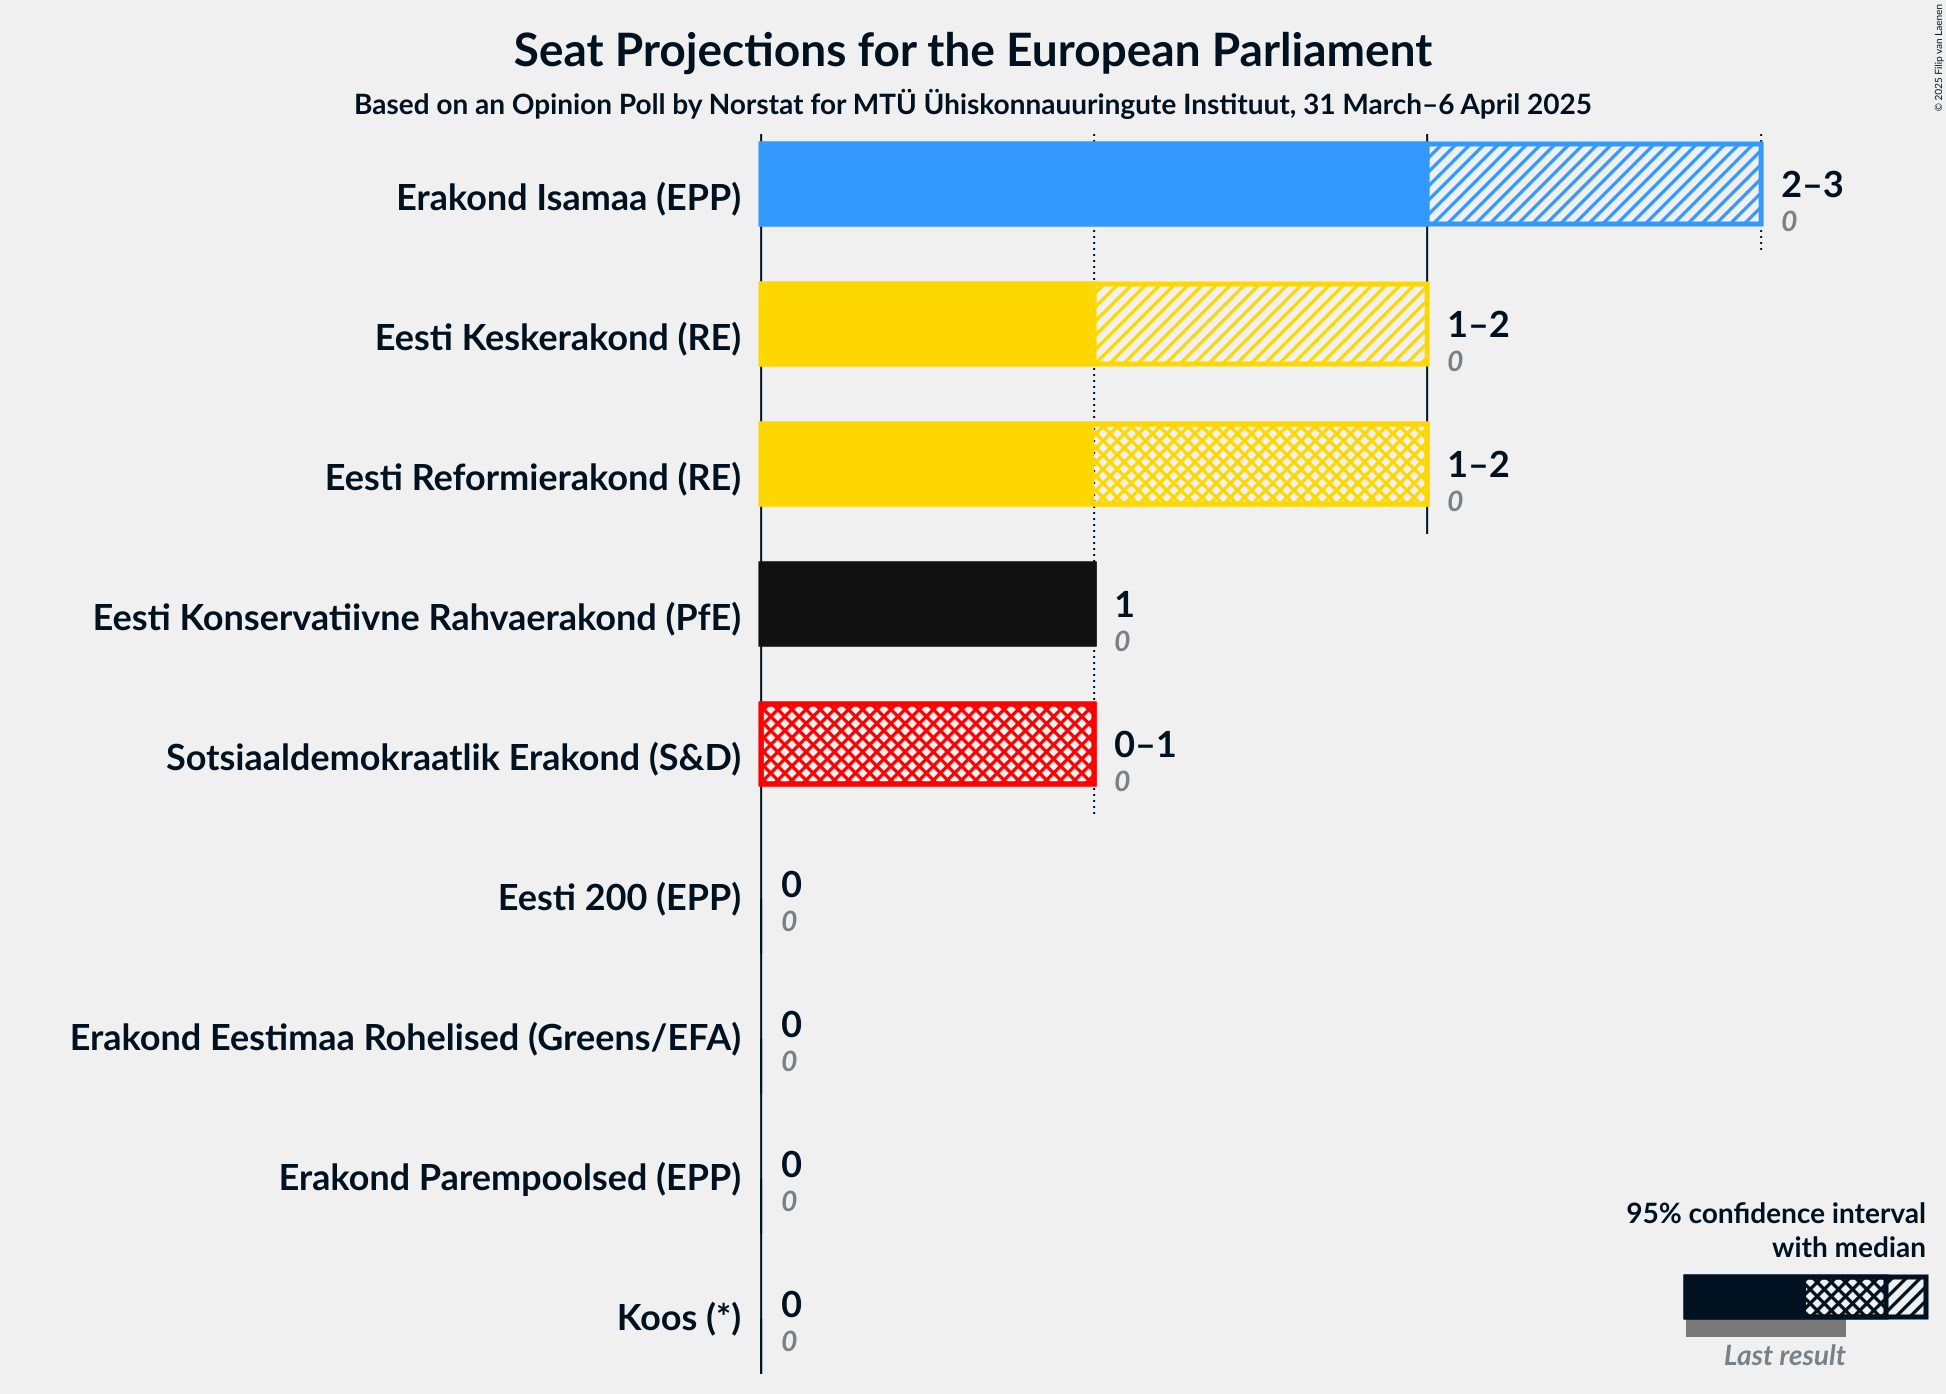 Seat Projections for the European Parliament
Based on an Opinion Poll by Norstat for MTÜ Ühiskonnauuringute Instituut, 31 March–6 April 2025
© 2025 Filip van Laenen
Erakond Isamaa (EPP)
2–3
0
Eesti Keskerakond (RE)
1–2
0
Eesti Reformierakond (RE)
1–2
0
Eesti Konservatiivne Rahvaerakond (PfE)
1
0
Sotsiaaldemokraatlik Erakond (S&D)
0–1
0
Eesti 200 (EPP)
0
0
Erakond Eestimaa Rohelised (Greens/EFA)
0
0
Erakond Parempoolsed (EPP)
0
0
Koos (*)
0
0
95% confidence interval
with median
Last result